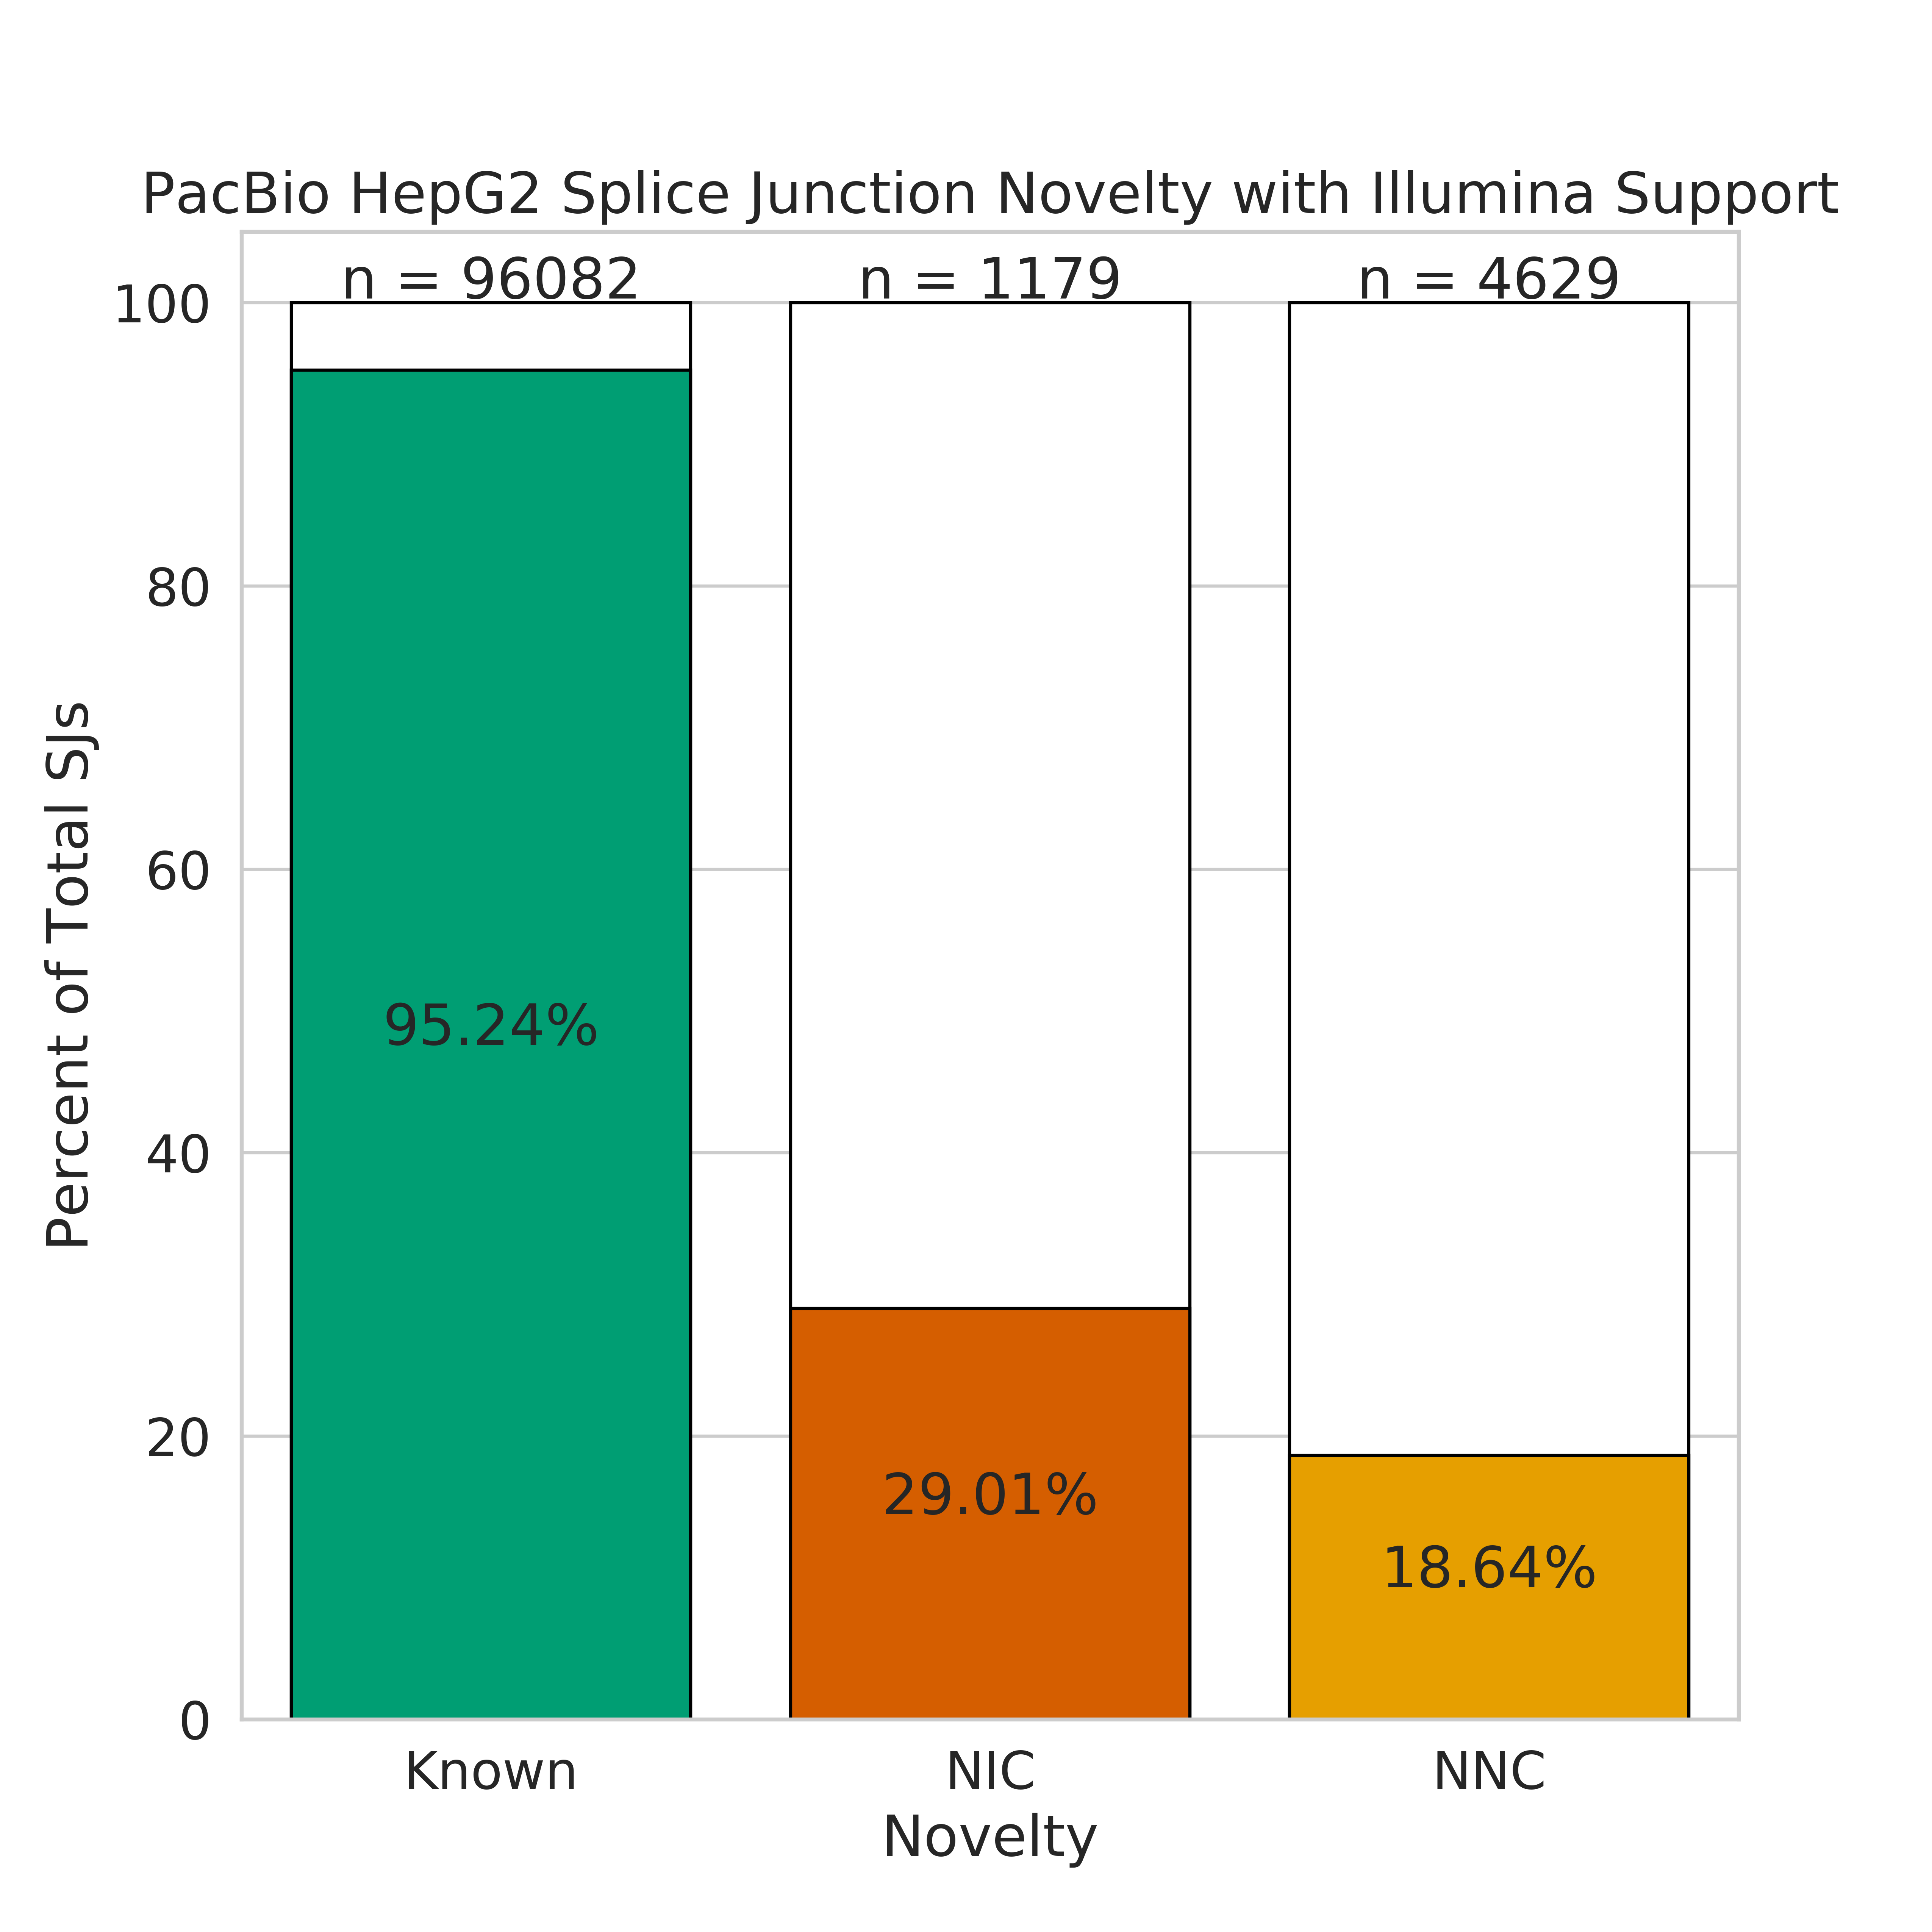 PacBio HepG2 Splice Junction Novelty with Illumina Support
n = 96082
n = 1179
n = 4629
100
80
60
40
20
0
Percent of Total SJs
95.24%
29.01%
18.64%
Known
NIC
NNC
Novelty